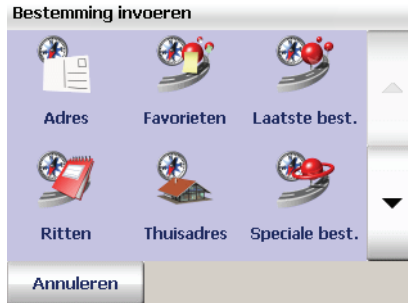 Bestemming invoeren
Adres Favorieten Laatste best.
Ritten Thuisadres Speciale best.
Annuleren